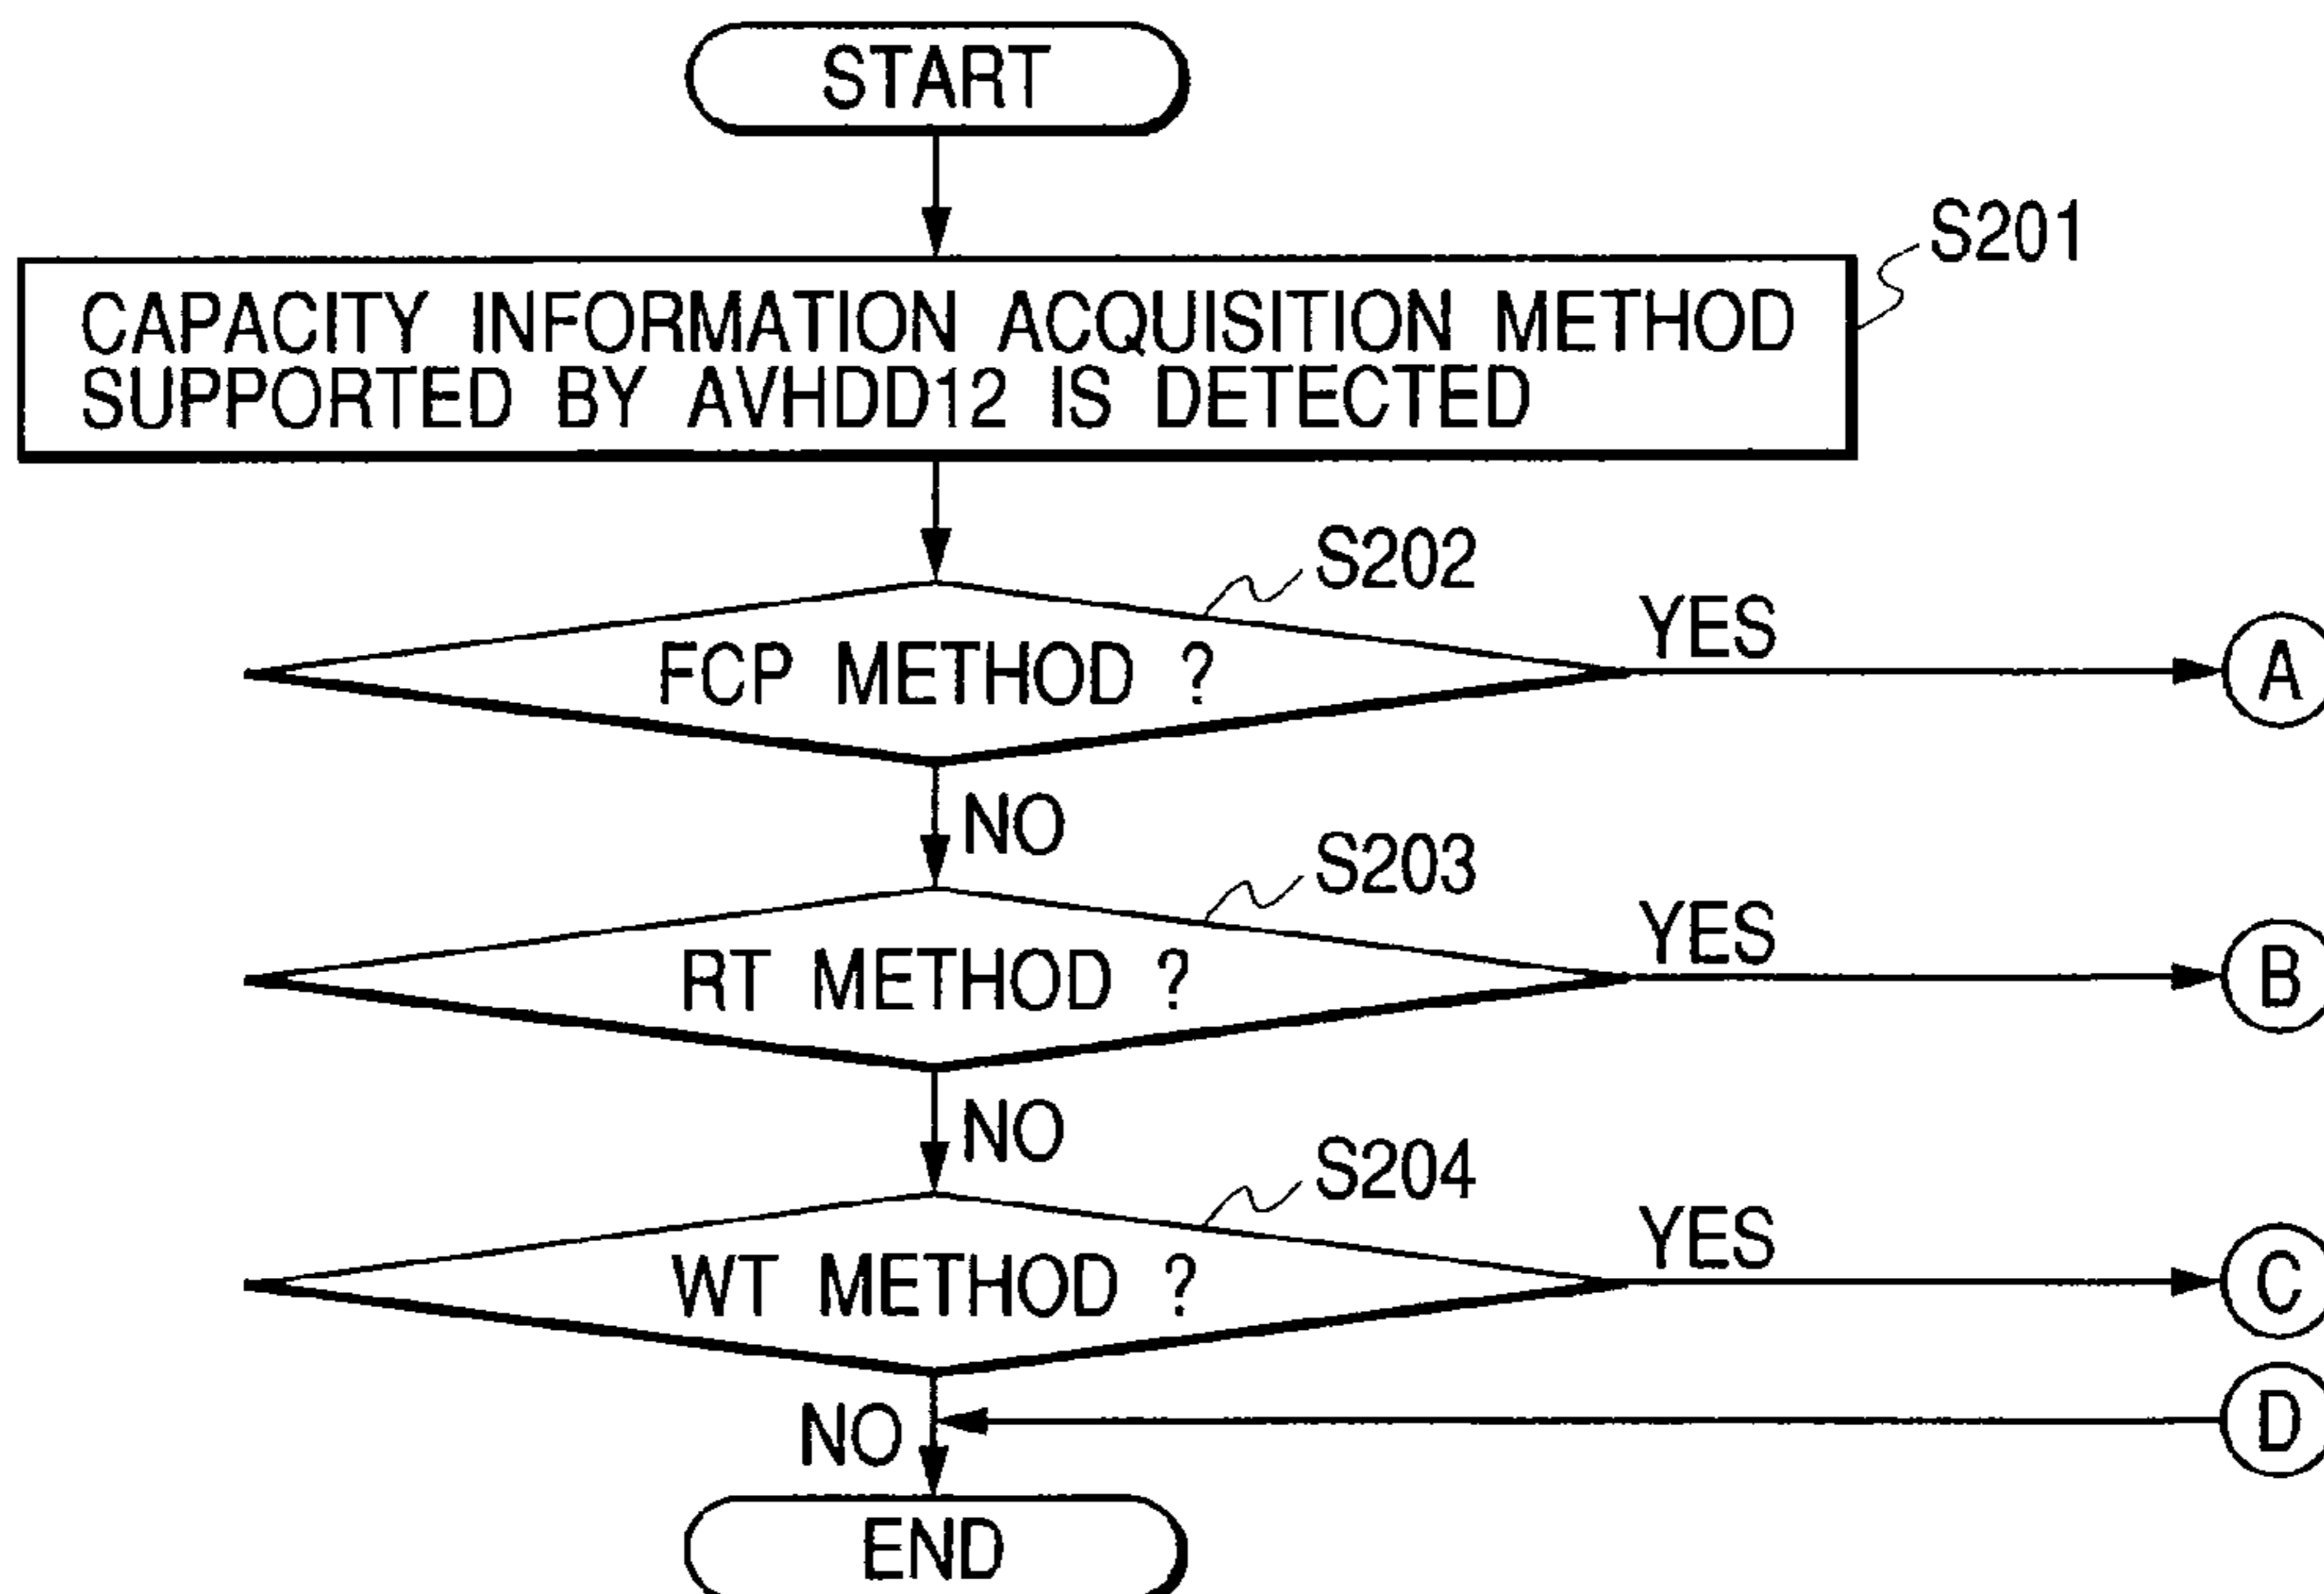 START
S201
CAPACITY INFORMATION ACQUISITION METHOD
SUPPORTED BY AVHDD12 IS DETECTED
S202
FCP METHOD ?
YES
A
NO
S203
RT METHOD ?
YES
B
NO
S204
WT METHOD ?
YES
C
NO
D
END